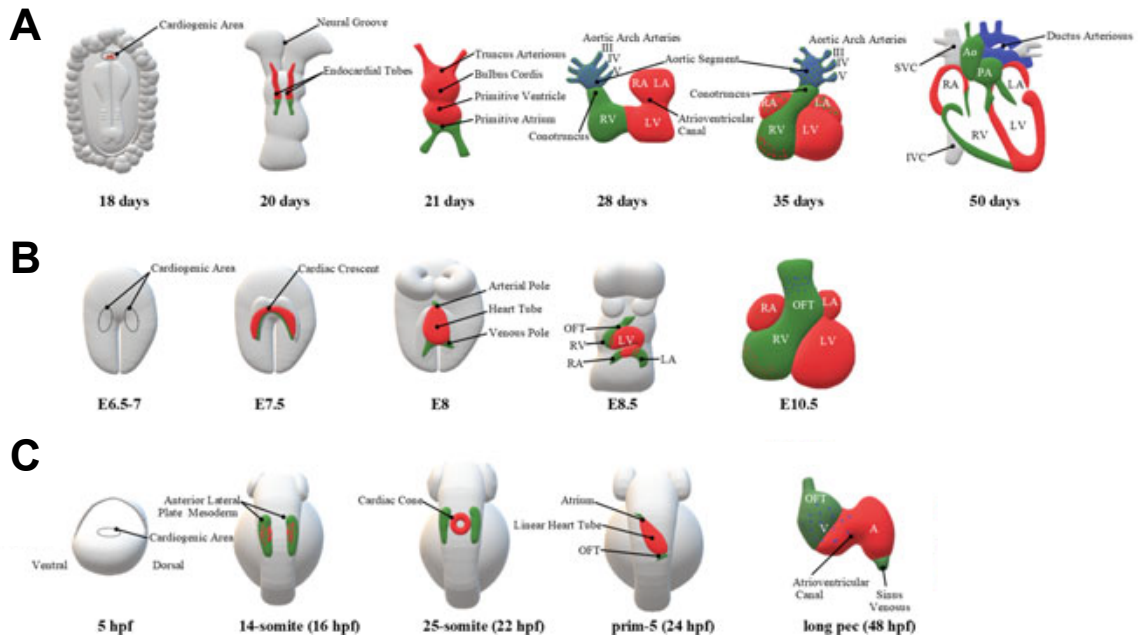 A
Cardiogenic Area
Neural Groove
Endocardial Tubes
Truncus Arteriosus
Bulbus Cordis
Primitive Ventricle
Primitive Atrium
Aortic Arch Arteries
III
IV
V
Aortic Segment
RA LA
RV
LV
Conotruncus
Atrioventricular
Canal
Aortic Arch Arteries
III
IV
V
Conotruncus
RA
LA
RV
LV
Ductus Arteriosus
SVC
Ao
PA
RA
LA
RV
LV
IVC
18 days
20 days
21 days
28 days
35 days
50 days
B
Cardiogenic Area
Cardiac Crescent
Arterial Pole
Heart Tube
Venous Pole
OFT
RV
LV
RA
LA
RA
OFT
LA
RV
LV
E6.5-7
E7.5
E8
E8.5
E10.5
C
Cardiogenic Area
Ventral
Dorsal
Anterior Lateral
Plate Mesoderm
Cardiac Cone
Atrium
Linear Heart Tube
OFT
OFT
V
A
Atrioventricular
Canal
Sinus
Venosus
5 hpf
14-somite (16 hpf)
25-somite (22 hpf)
prim-5 (24 hpf)
long pec (48 hpf)